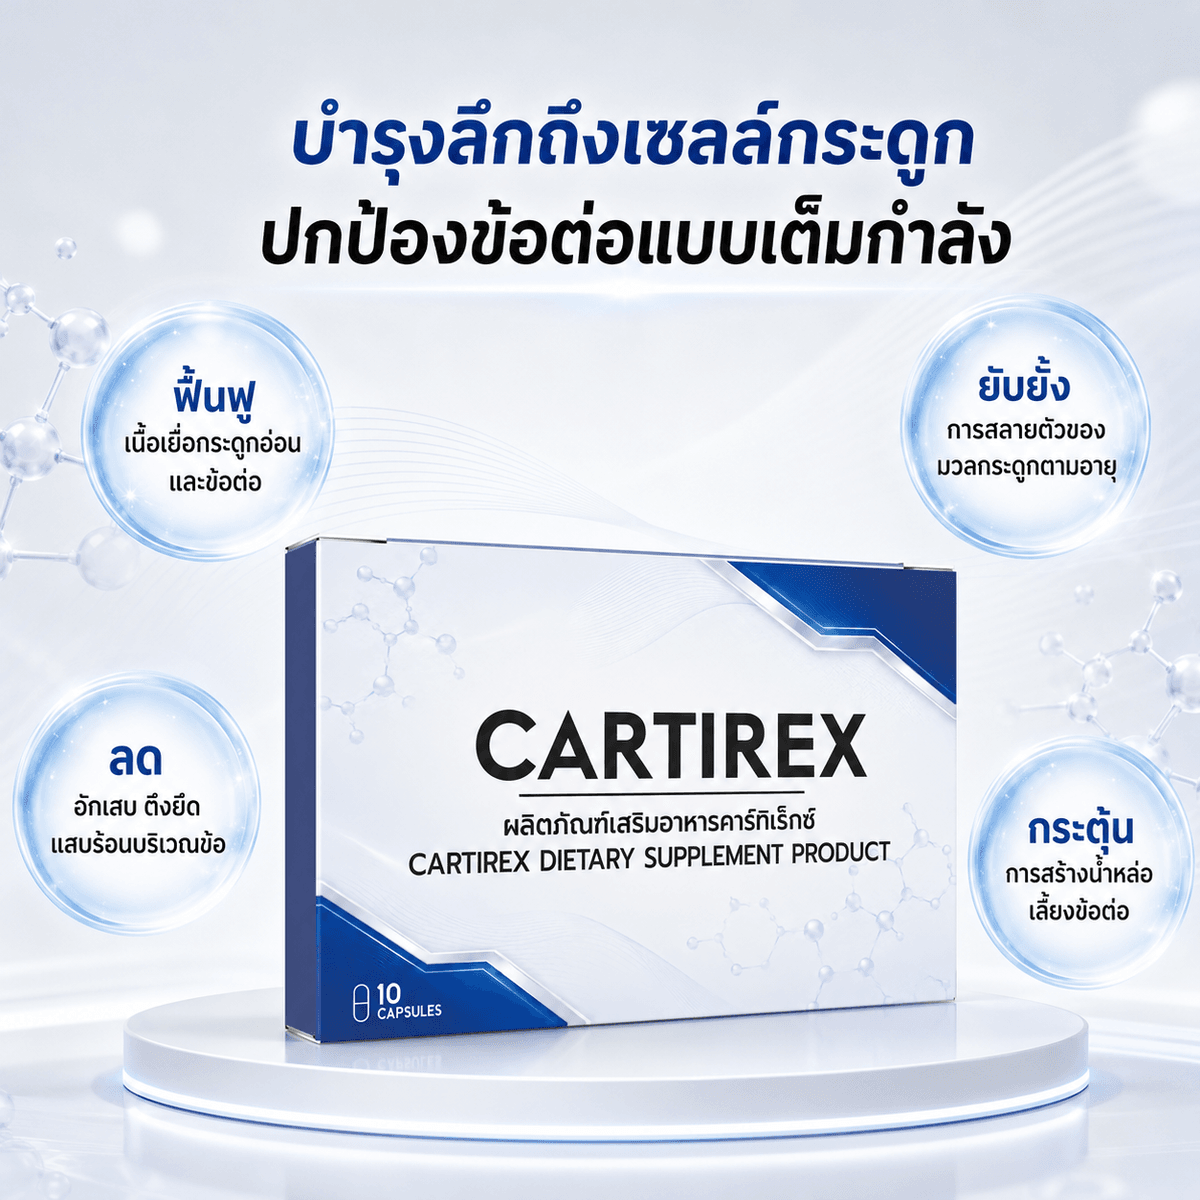 บำรุงลึกถึงเซลล์กระดูก
ปกป้องข้อต่อแบบเต็มกำลัง
ฟื้นฟู
เนื้อเยื่อกระดูกอ่อน
และข้อต่อ
ยับยั้ง
การสลายตัวของ
มวลกระดูกตามอายุ
ลด
อักเสบ ตึงยึด
แสบร้อนบริเวณข้อ
กระตุ้น
การสร้างน้ำหล่อ
เลี้ยงข้อต่อ
CARTIREX
ผลิตภัณฑ์เสริมอาหารคาร์ทิเร็กซ์
CARTIREX DIETARY SUPPLEMENT PRODUCT
10
CAPSULES